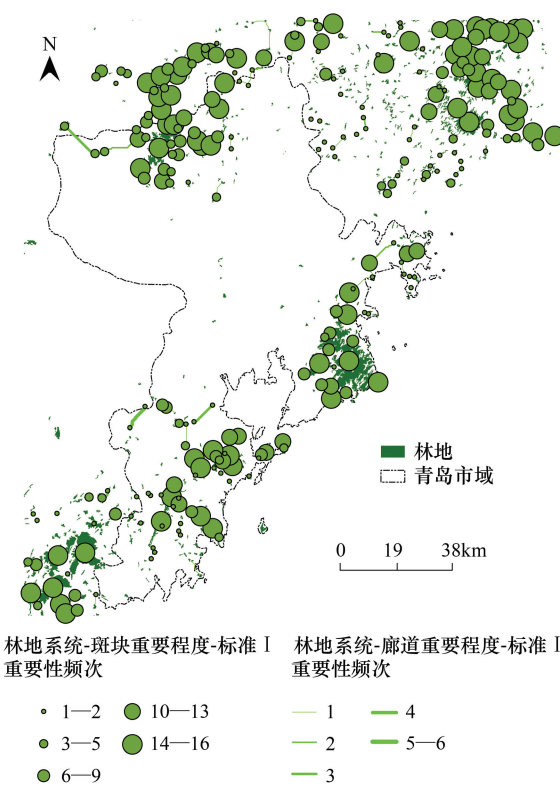 N
林地
青岛市域
0 19 38km
林地系统-斑块重要程度-标准Ⅰ
重要性频次
1—2
3—5
6—9
10—13
14—16
林地系统-廊道重要程度-标准Ⅰ
重要性频次
1
2
3
4
5—6